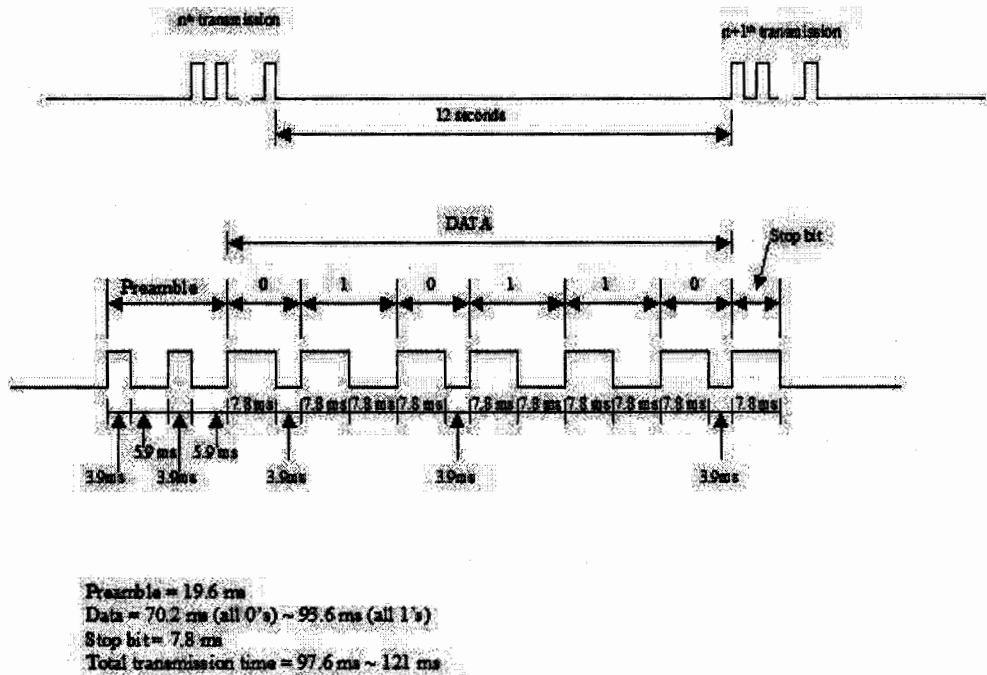 nth transmission
n+1th transmission
12 seconds
DATA
Stop bit
Preamble 0 1 0 1 1 0
7.8 ms 7.8 ms 7.8 ms 7.8 ms 7.8 ms 7.8 ms 7.8 ms 7.8 ms 7.8 ms 7.8 ms
5.9 ms 5.9 ms
3.9ms 3.9ms 3.9ms 3.9ms 3.9ms
Preamble = 19.6 ms
Data = 70.2 ms (all 0's) ~ 93.6 ms (all 1's)
Stop bit = 7.8 ms
Total transmission time = 97.6 ms ~ 121 ms